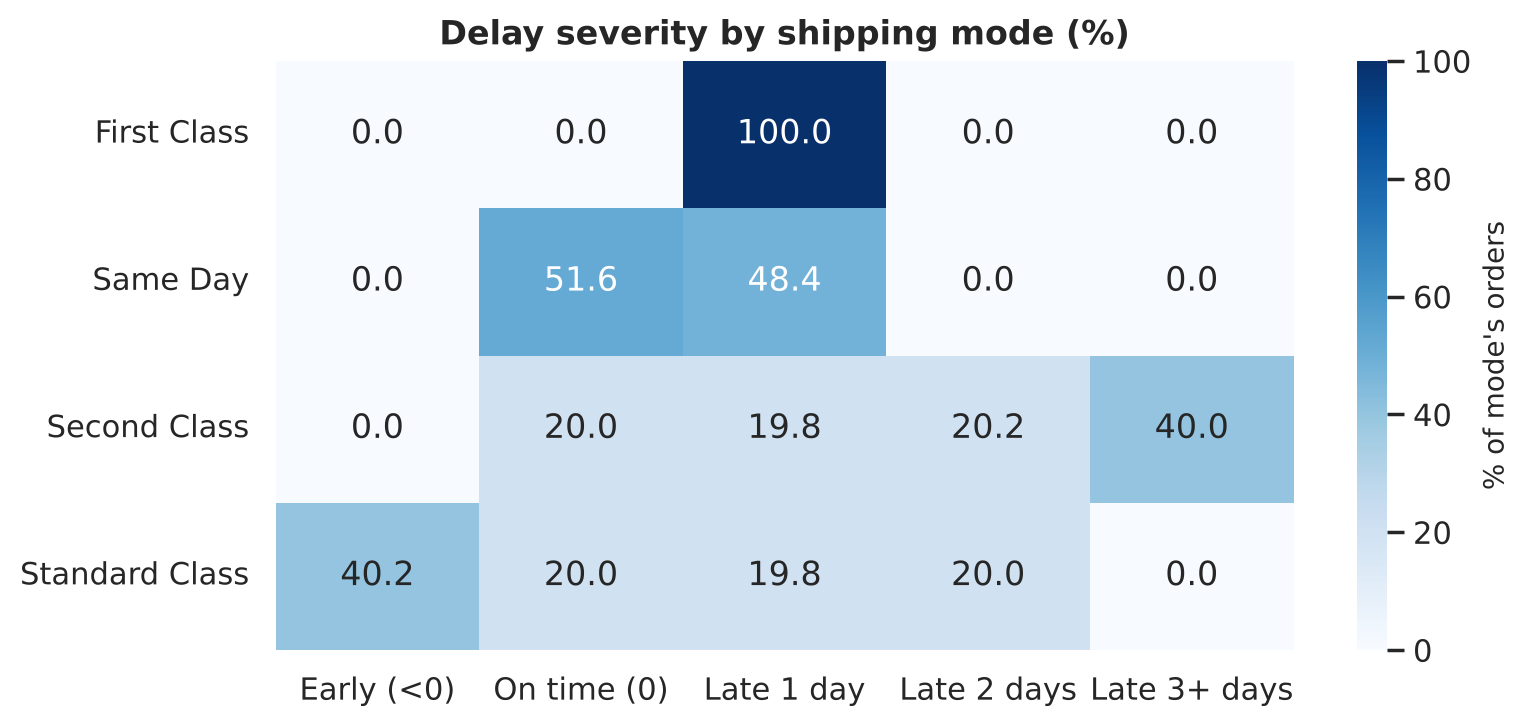 Delay severity by shipping mode (%)
First Class 0.0 0.0 100.0 0.0 0.0
Same Day 0.0 51.6 48.4 0.0 0.0
Second Class 0.0 20.0 19.8 20.2 40.0
Standard Class 40.2 20.0 19.8 20.0 0.0
Early (<0) On time (0) Late 1 day Late 2 days Late 3+ days
100
80
60
40
20
0
% of mode's orders